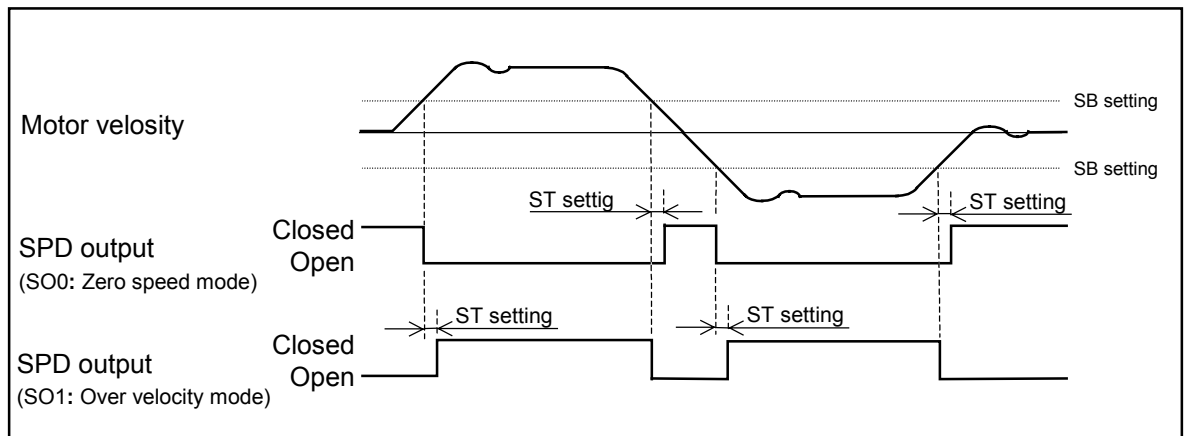 SB setting
Motor velosity
SB setting
ST settig
ST setting
Closed
SPD output
Open
(SO0: Zero speed mode)
ST setting
ST setting
Closed
SPD output
Open
(SO1: Over velocity mode)